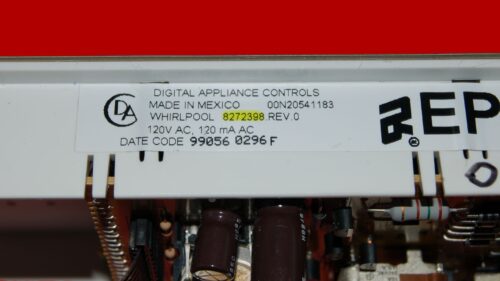 CDA
DIGITAL APPLIANCE CONTROLS
MADE IN MEXICO 00N20541183
WHIRLPOOL 8272398 REV.0
120V AC, 120 mA AC
DATE CODE 99056 0296 F
R EP